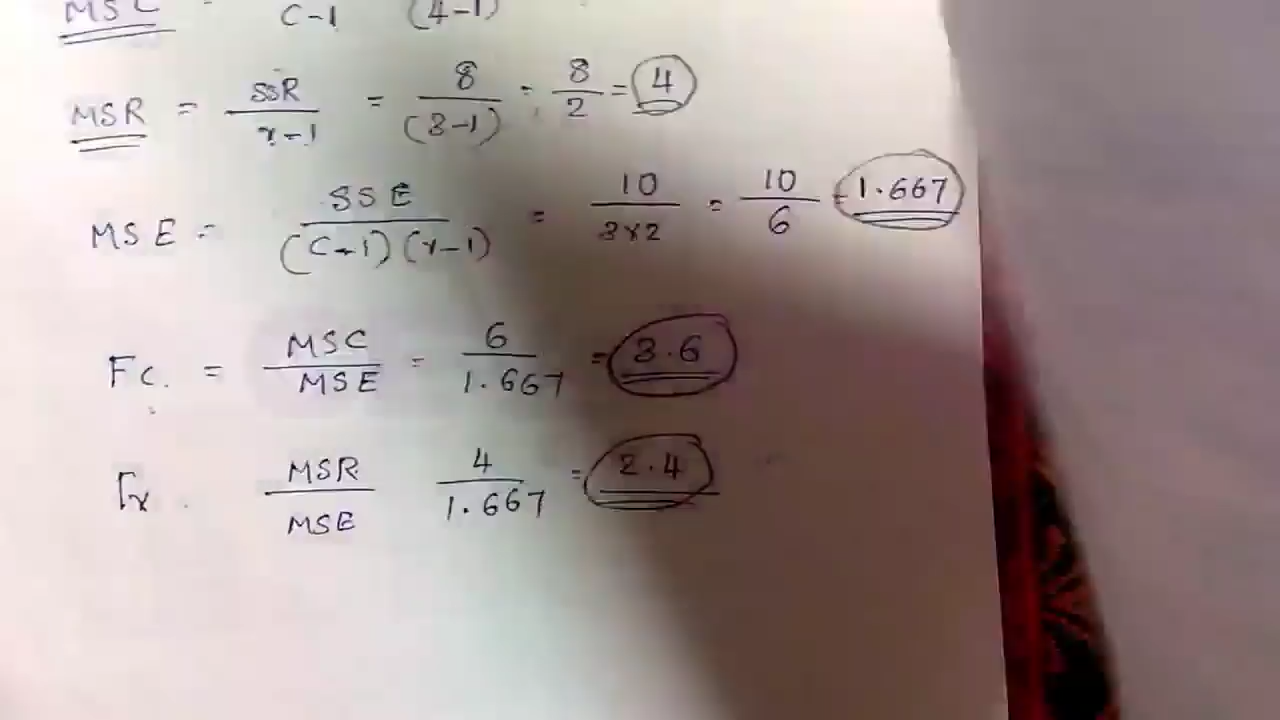 MSC = C-1 (4-1)
MSR = SSR / r-1 = 8 / (3-1) = 8 / 2 = 4
MSE = SSE / (C-1)(r-1) = 10 / 3x2 = 10 / 6 = 1.667
Fc. = MSC / MSE = 6 / 1.667 = 3.6
Fr MSR / MSE 4 / 1.667 = 2.4